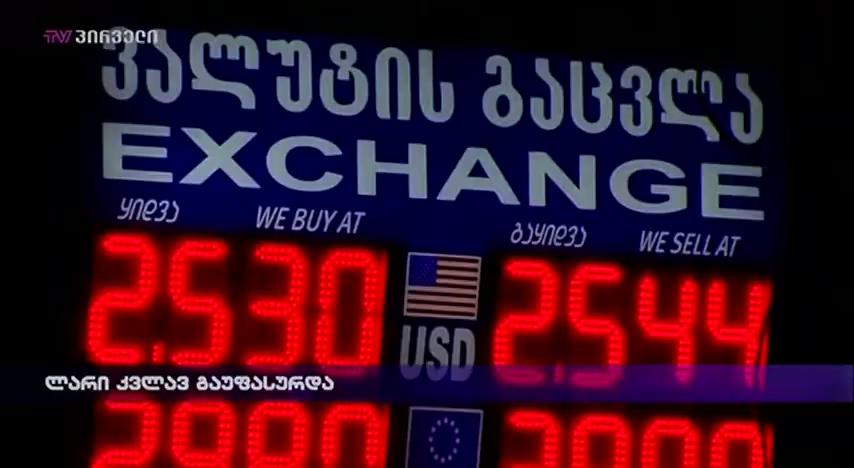 TV ᲞᲘᲠᲕᲔᲚᲘ
ვალუტის გაცვლა
EXCHANGE
ყიდვა WE BUY AT გაყიდვა WE SELL AT
2.530 USD 2.544
ᲚᲐᲠᲘ ᲙᲕᲚᲐᲕ ᲒᲐᲣᲤᲐᲡᲣᲠᲓᲐ